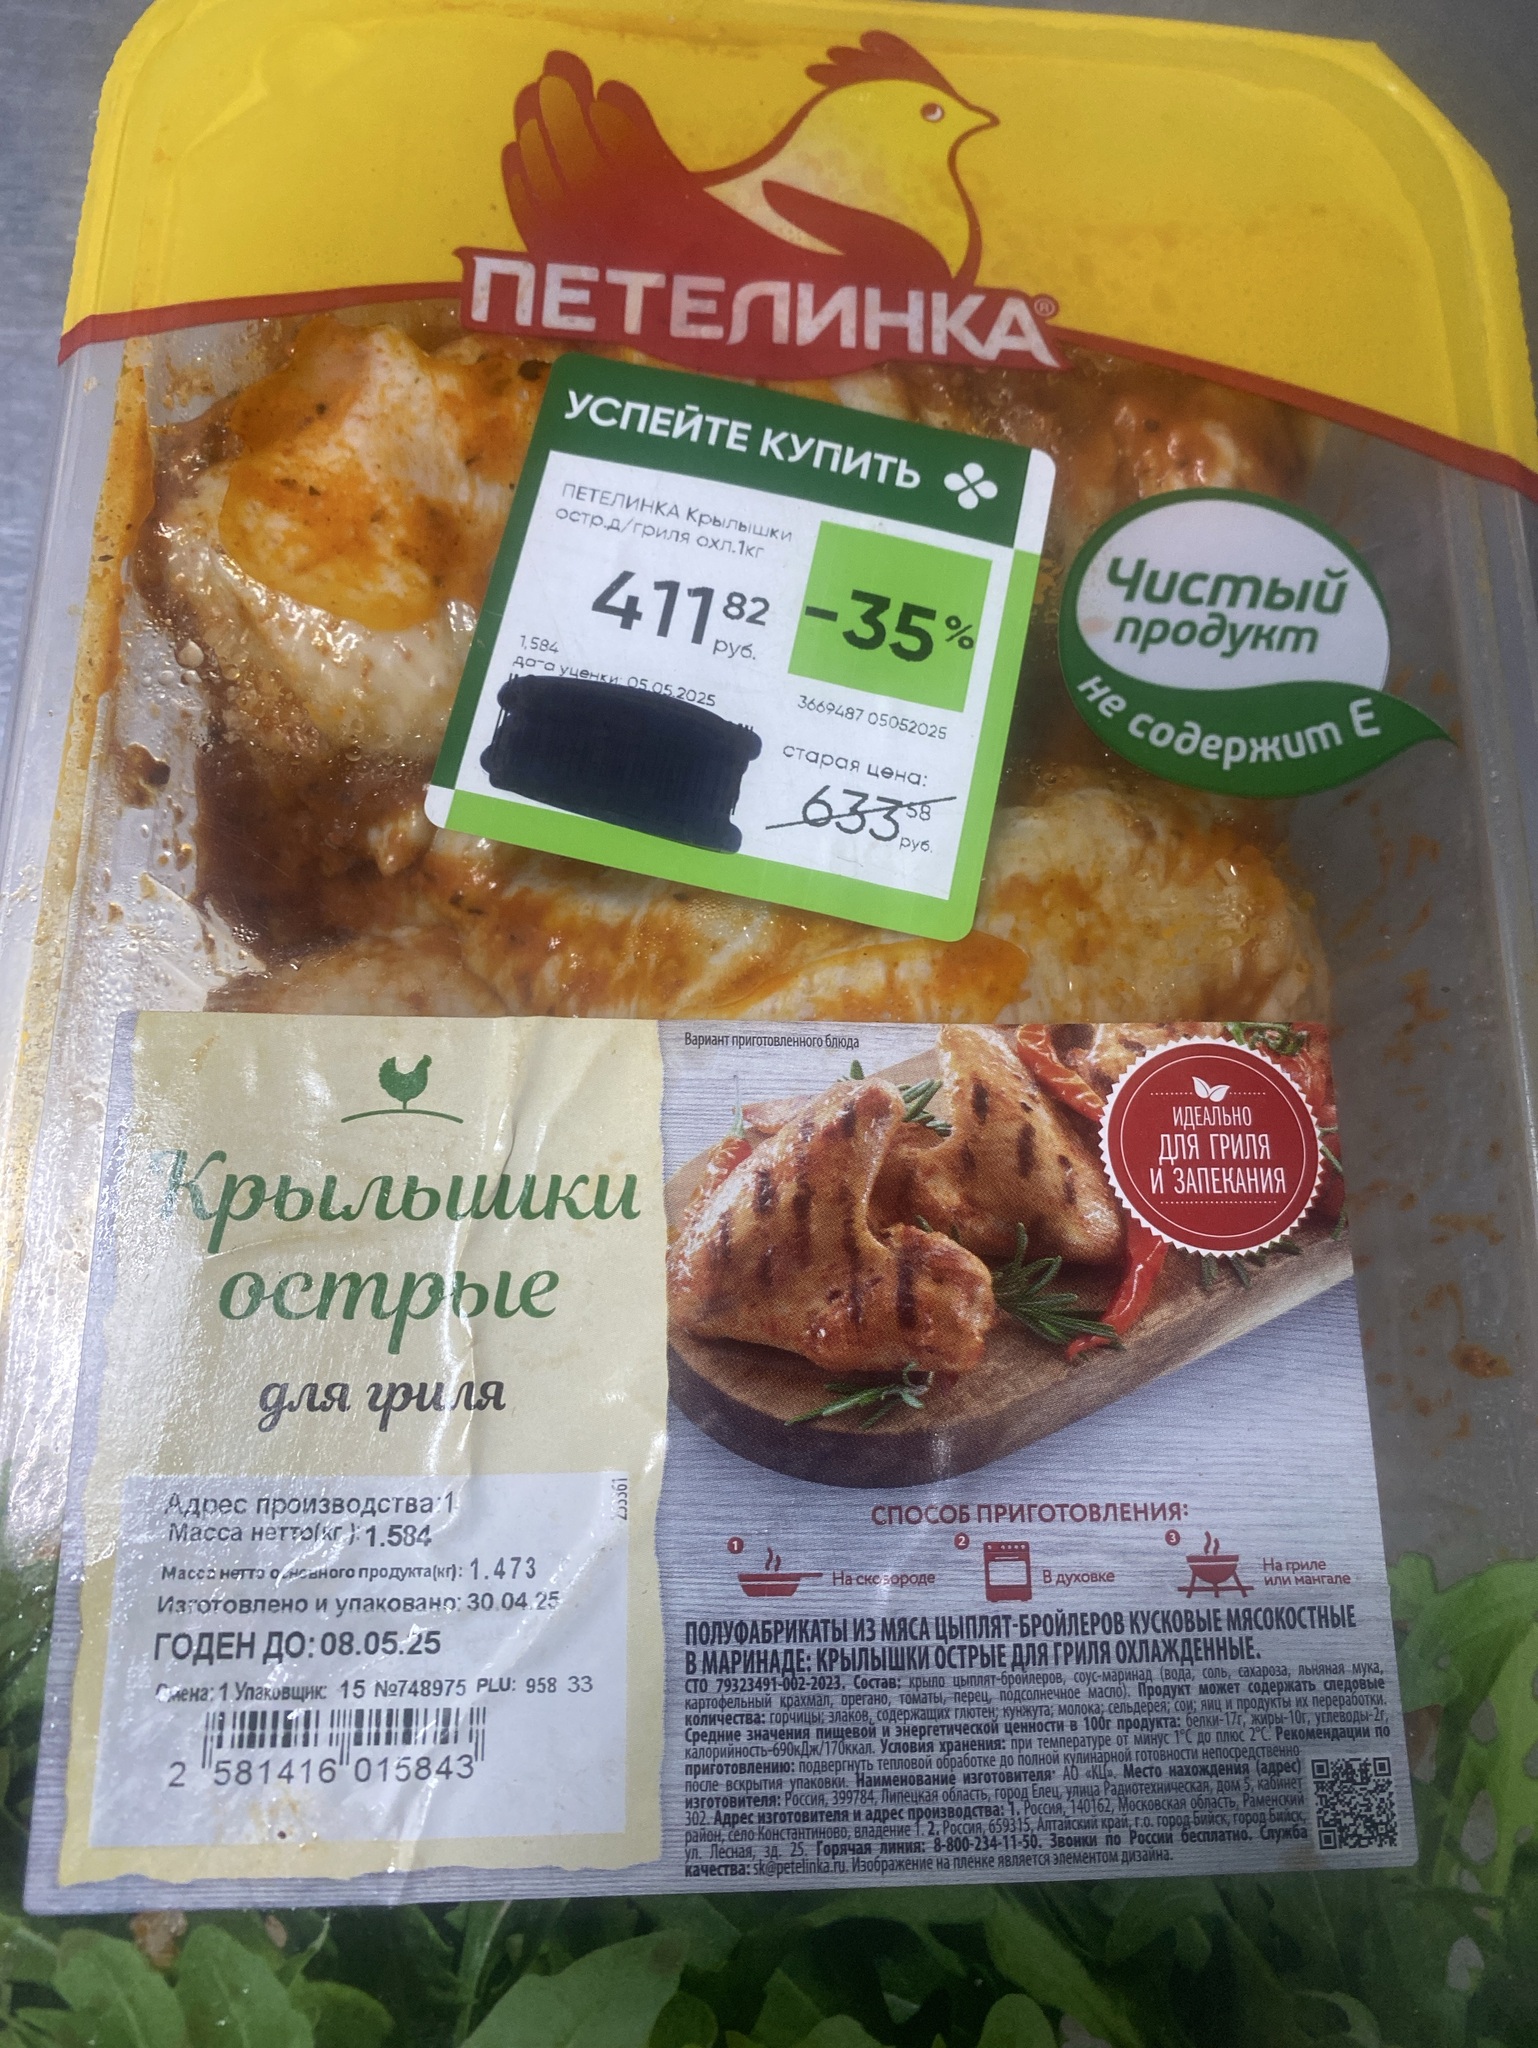 ПЕТЕЛИНКА®
УСПЕЙТЕ КУПИТЬ
ПЕТЕЛИНКА Крылышки
остр.д/гриля охл.1кг
411 82
руб.
-35%
1,584
дата уценки: 05.05.2025
3669487 05052025
старая цена:
633 58
руб.
Чистый
продукт
не содержит Е
Вариант приготовленного блюда
ИДЕАЛЬНО
ДЛЯ ГРИЛЯ
И ЗАПЕКАНИЯ
Крылышки
острые
для гриля
Адрес производства:1
Масса нетто(кг): 1.584
Масса нетто основного продукта(кг): 1.473
Изготовлено и упаковано: 30.04.25
ГОДЕН ДО: 08.05.25
Смена: 1 Упаковщик: 15 №748975 PLU: 958 33
2 581416 015843
СПОСОБ ПРИГОТОВЛЕНИЯ:
1 На сковороде
2 В духовке
3 На гриле
или мангале
ПОЛУФАБРИКАТЫ ИЗ МЯСА ЦЫПЛЯТ-БРОЙЛЕРОВ КУСКОВЫЕ МЯСОКОСТНЫЕ
В МАРИНАДЕ: КРЫЛЫШКИ ОСТРЫЕ ДЛЯ ГРИЛЯ ОХЛАЖДЕННЫЕ.
СТО 79323491-002-2023. Состав: крыло цыплят-бройлеров, соус-маринад (вода, соль, сахароза, льняная мука,
картофельный крахмал, орегано, томаты, перец, подсолнечное масло). Продукт может содержать следовые
количества: горчицы; злаков, содержащих глютен; кунжута; молока; сельдерея; сои; яиц и продукты их переработки.
Средние значения пищевой и энергетической ценности в 100г продукта: белки-17г, жиры-10г, углеводы-2г,
калорийность-690кДж/170ккал. Условия хранения: при температуре от минус 1°С до плюс 2°С. Рекомендации по
приготовлению: подвергнуть тепловой обработке до полной кулинарной готовности непосредственно
после вскрытия упаковки. Наименование изготовителя: АО «КЦ». Место нахождения (адрес)
изготовителя: Россия, 399784, Липецкая область, город Елец, улица Радиотехническая, дом 5, кабинет
302. Адрес изготовителя и адрес производства: 1. Россия, 140162, Московская область, Раменский
район, село Константиново, владение 1. 2. Россия, 659315, Алтайский край, г.о. город Бийск, город Бийск,
ул. Лесная, зд. 25. Горячая линия: 8-800-234-11-50. Звонки по России бесплатно. Служба
качества: sk@petelinka.ru. Изображение на пленке является элементом дизайна.